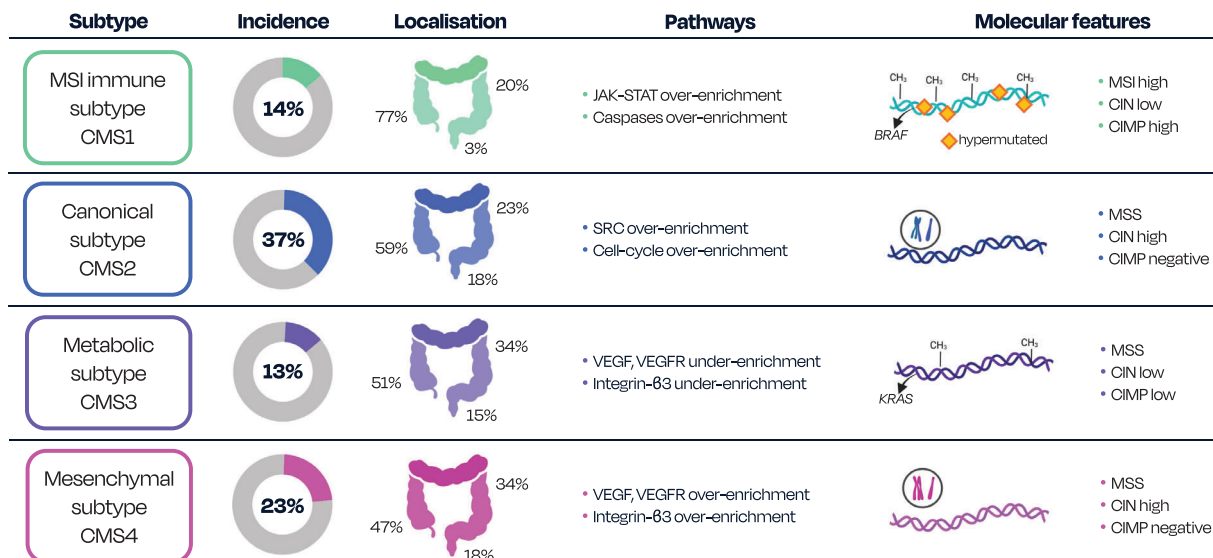 Subtype Incidence Localisation Pathways Molecular features
MSI immune
subtype
CMS1
14%
20%
77%
3%
• JAK-STAT over-enrichment
• Caspases over-enrichment
CH₃ CH₃ CH₃ CH₃
BRAF
hypermutated
• MSI high
• CIN low
• CIMP high
Canonical
subtype
CMS2
37%
23%
59%
18%
• SRC over-enrichment
• Cell-cycle over-enrichment
• MSS
• CIN high
• CIMP negative
Metabolic
subtype
CMS3
13%
34%
51%
15%
• VEGF, VEGFR under-enrichment
• Integrin-β3 under-enrichment
CH₃ CH₃
KRAS
• MSS
• CIN low
• CIMP low
Mesenchymal
subtype
CMS4
23%
34%
47%
18%
• VEGF, VEGFR over-enrichment
• Integrin-β3 over-enrichment
• MSS
• CIN high
• CIMP negative